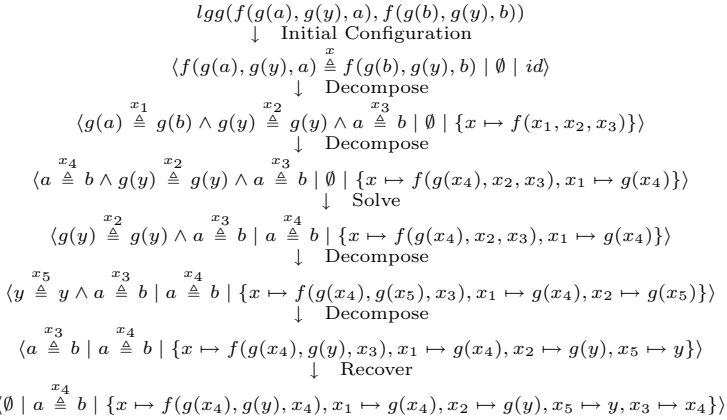 lgg(f(g(a), g(y), a), f(g(b), g(y), b))
↓ Initial Configuration
⟨f(g(a), g(y), a) ≜^x f(g(b), g(y), b) | ∅ | id⟩
↓ Decompose
⟨g(a) ≜^{x_1} g(b) ∧ g(y) ≜^{x_2} g(y) ∧ a ≜^{x_3} b | ∅ | {x ↦ f(x_1, x_2, x_3)}⟩
↓ Decompose
⟨a ≜^{x_4} b ∧ g(y) ≜^{x_2} g(y) ∧ a ≜^{x_3} b | ∅ | {x ↦ f(g(x_4), x_2, x_3), x_1 ↦ g(x_4)}⟩
↓ Solve
⟨g(y) ≜^{x_2} g(y) ∧ a ≜^{x_3} b | a ≜^{x_4} b | {x ↦ f(g(x_4), x_2, x_3), x_1 ↦ g(x_4)}⟩
↓ Decompose
⟨y ≜^{x_5} y ∧ a ≜^{x_3} b | a ≜^{x_4} b | {x ↦ f(g(x_4), g(x_5), x_3), x_1 ↦ g(x_4), x_2 ↦ g(x_5)}⟩
↓ Decompose
⟨a ≜^{x_3} b | a ≜^{x_4} b | {x ↦ f(g(x_4), g(y), x_3), x_1 ↦ g(x_4), x_2 ↦ g(y), x_5 ↦ y}⟩
↓ Recover
⟨∅ | a ≜^{x_4} b | {x ↦ f(g(x_4), g(y), x_4), x_1 ↦ g(x_4), x_2 ↦ g(y), x_5 ↦ y, x_3 ↦ x_4}⟩